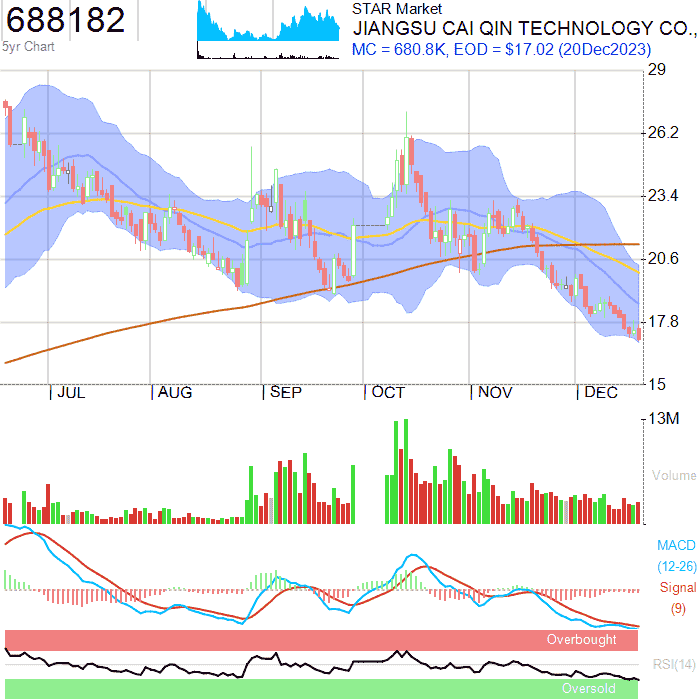 688182
5yr Chart
STAR Market
JIANGSU CAI QIN TECHNOLOGY CO.,
MC = 680.8K, EOD = $17.02 (20Dec2023)
29
26.2
23.4
20.6
17.8
15
JUL AUG SEP OCT NOV DEC
13M
Volume
MACD
(12-26)
Signal
(9)
Overbought
RSI(14)
Oversold